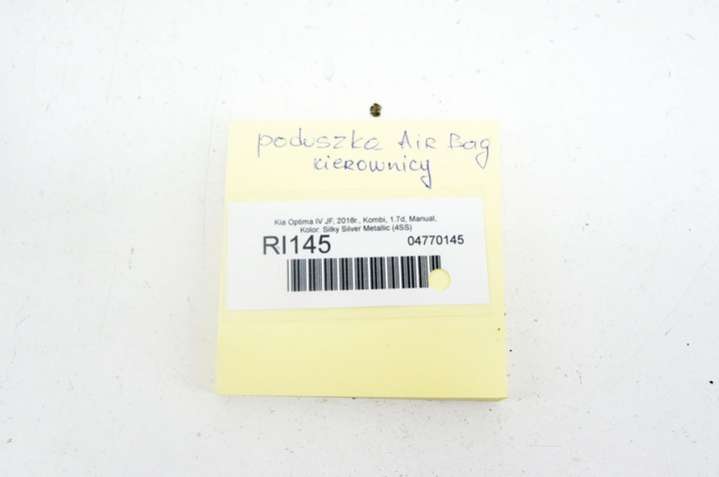 poduszka Air Bag
kierownicy
Kia Optima IV JF, 2016r., Kombi, 1.7d, Manual,
Kolor: Silky Silver Metallic (4SS)
RI145 04770145